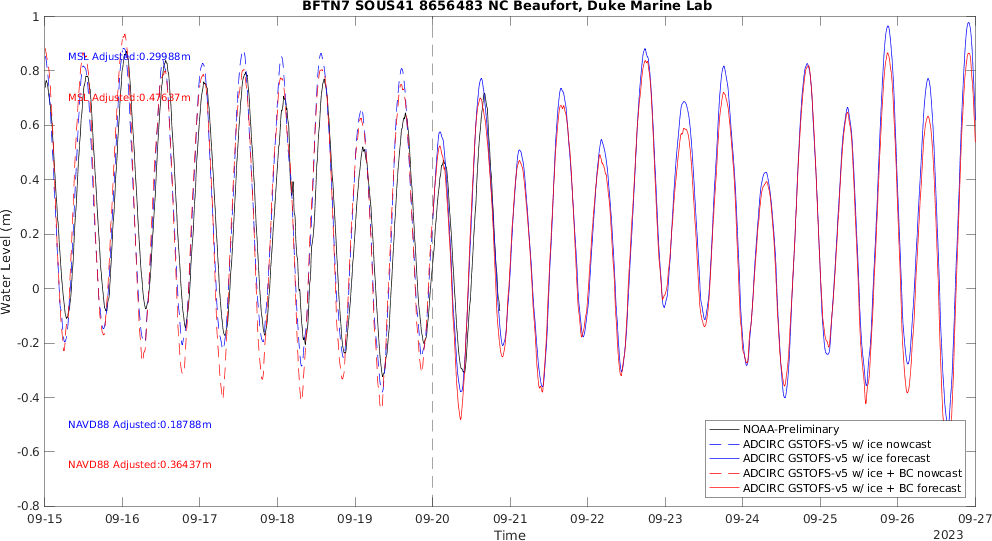 BFTN7 SOUS41 8656483 NC Beaufort, Duke Marine Lab
1
0.8
0.6
0.4
0.2
0
-0.2
-0.4
-0.6
-0.8
Water Level (m)
MSL Adjusted:0.29988m
MSL Adjusted:0.47637m
NAVD88 Adjusted:0.18788m
NAVD88 Adjusted:0.36437m
NOAA-Preliminary
ADCIRC GSTOFS-v5 w/ ice nowcast
ADCIRC GSTOFS-v5 w/ ice forecast
ADCIRC GSTOFS-v5 w/ ice + BC nowcast
ADCIRC GSTOFS-v5 w/ ice + BC forecast
09-15 09-16 09-17 09-18 09-19 09-20 09-21 09-22 09-23 09-24 09-25 09-26 09-27
Time
2023